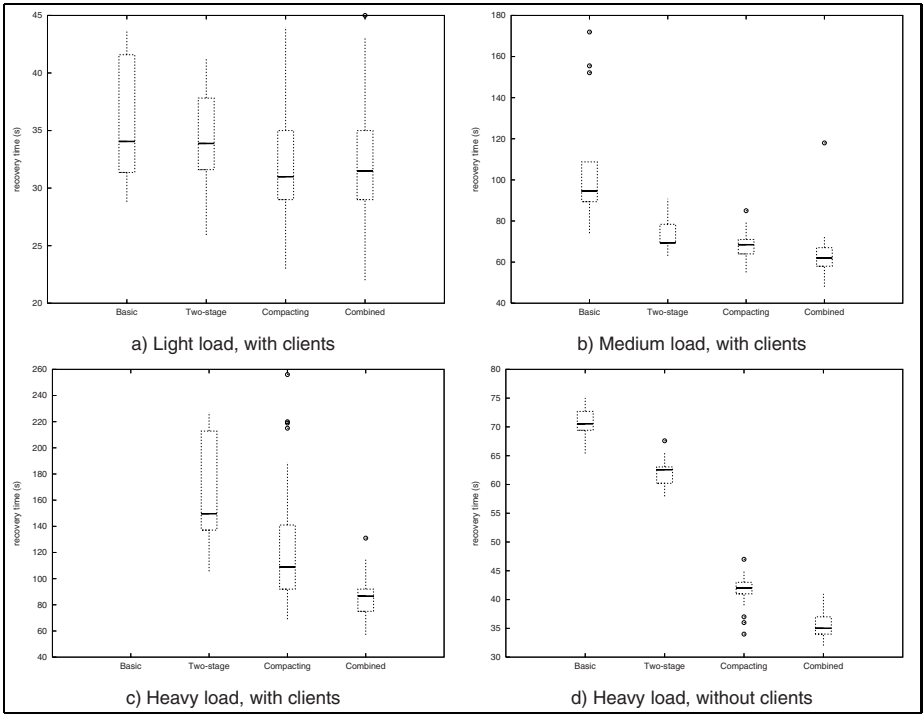 45
40
35
30
25
20
recovery time (s)
Basic
Two-stage
Compacting
Combined
a) Light load, with clients
180
160
140
120
100
80
60
40
recovery time (s)
Basic
Two-stage
Compacting
Combined
b) Medium load, with clients
260
240
220
200
180
160
140
120
100
80
60
40
recovery time (s)
Basic
Two-stage
Compacting
Combined
c) Heavy load, with clients
80
75
70
65
60
55
50
45
40
35
30
recovery time (s)
Basic
Two-stage
Compacting
Combined
d) Heavy load, without clients